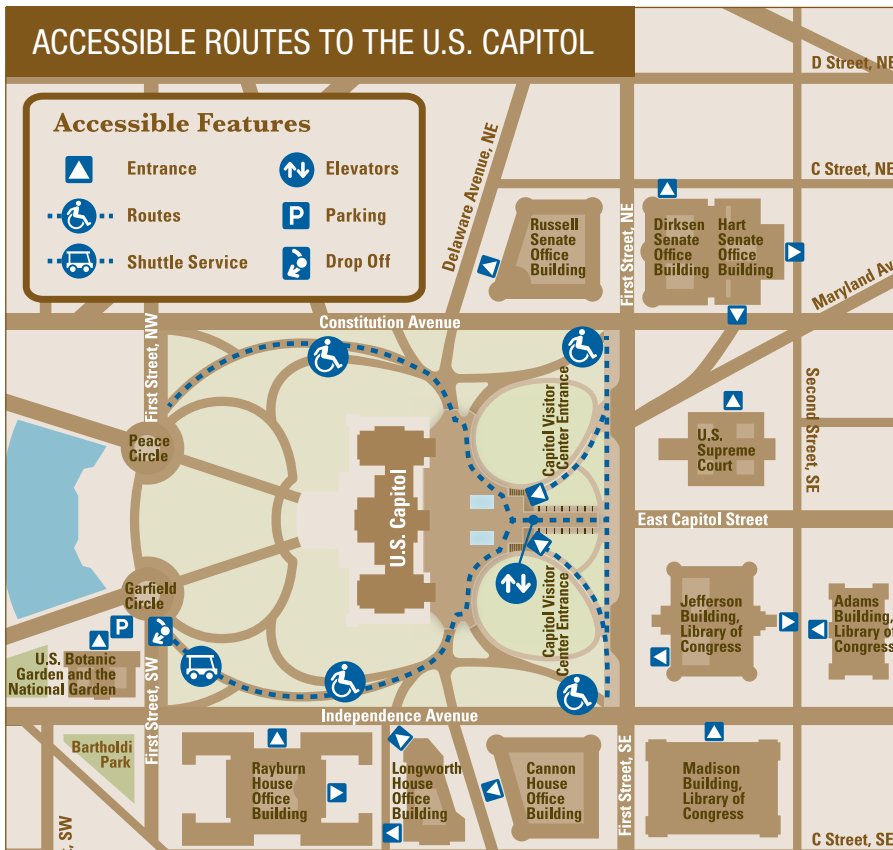 ACCESSIBLE ROUTES TO THE U.S. CAPITOL
D Street, NE
Accessible Features
Entrance
Elevators
Routes
P
Parking
Shuttle Service
Drop Off
Delaware Avenue, NE
C Street, NE
First Street, NE
Russell
Senate
Office
Building
Dirksen
Senate
Office
Building
Hart
Senate
Office
Building
Maryland Av
Constitution Avenue
First Street, NW
Peace
Circle
Capitol Visitor
Center Entrance
U.S.
Supreme
Court
Second Street, SE
U.S. Capitol
East Capitol Street
Garfield
Circle
P
Capitol Visitor
Center Entrance
Jefferson
Building,
Library of
Congress
Adams
Building,
Library of
Congress
U.S. Botanic
Garden and the
National Garden
First Street, SW
Independence Avenue
Bartholdi
Park
Rayburn
House
Office
Building
Longworth
House
Office
Building
Cannon
House
Office
Building
First Street, SE
Madison
Building,
Library of
Congress
C Street, SE
, SW